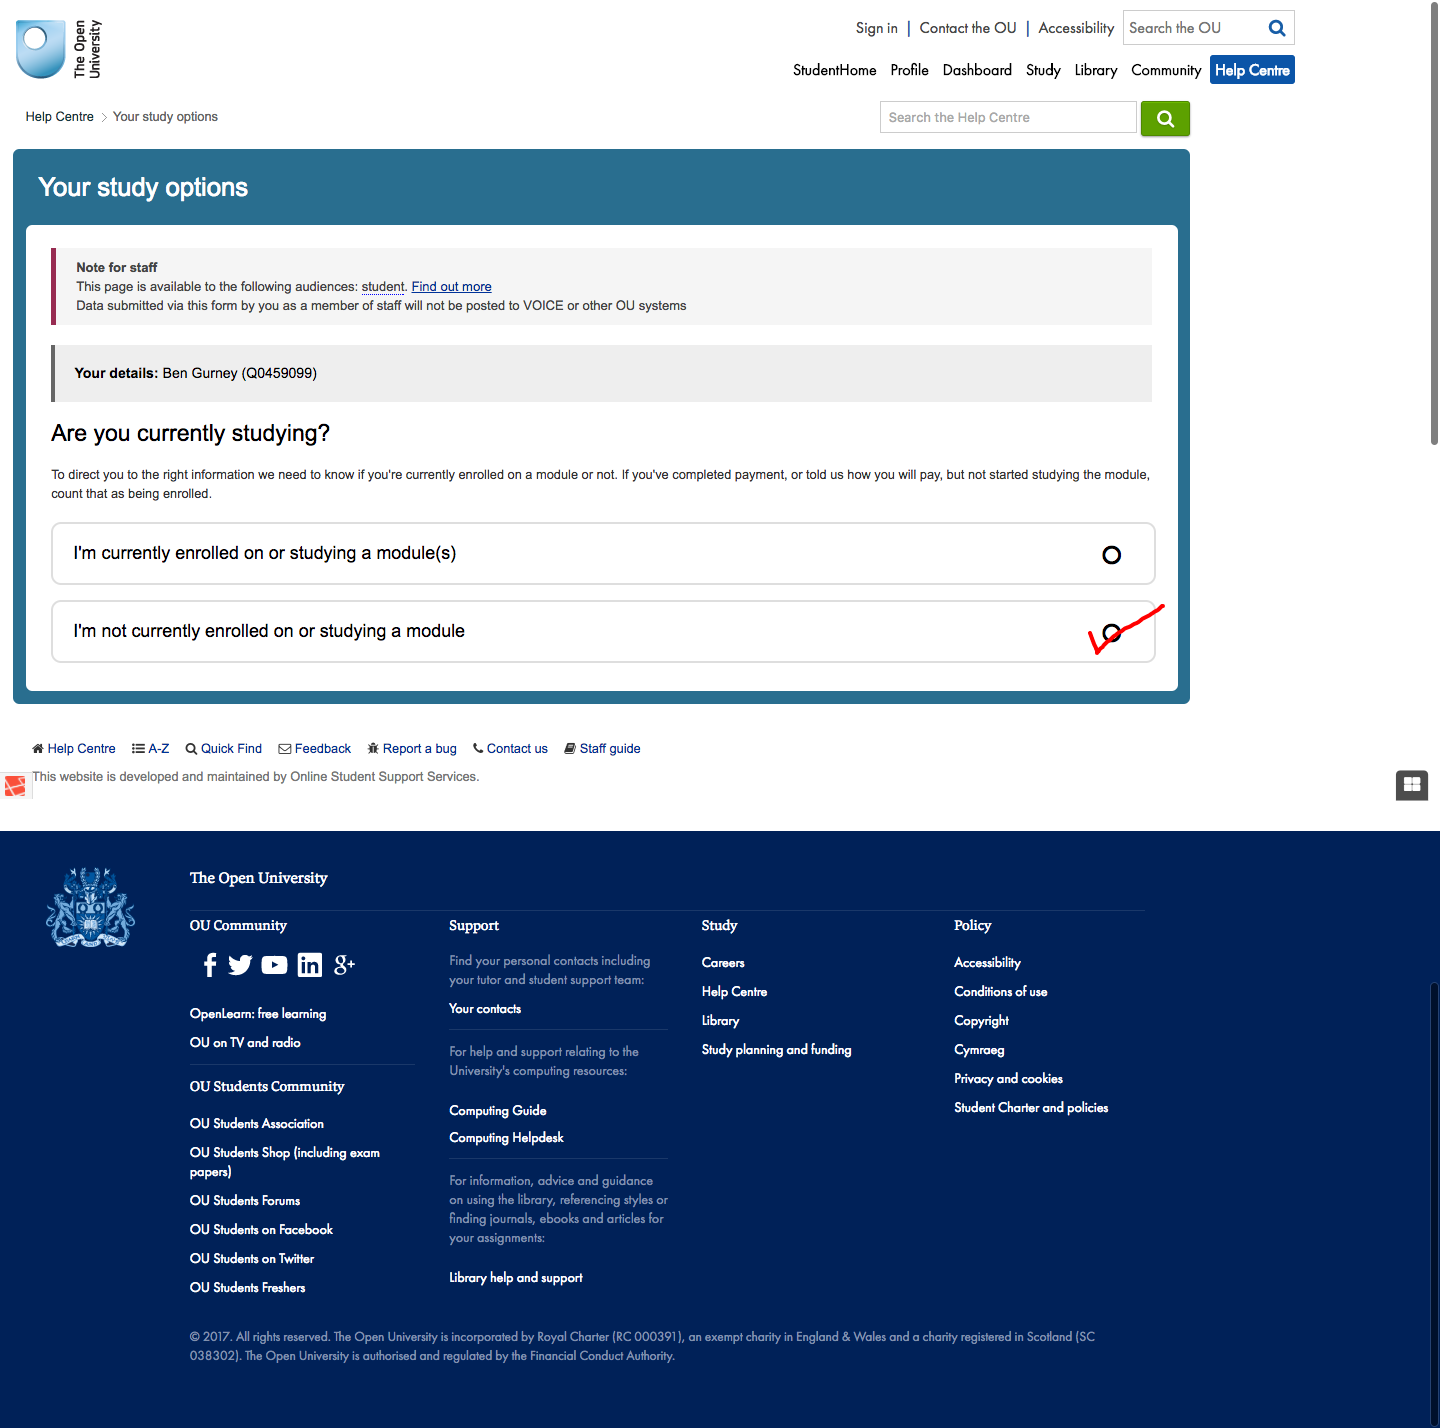 The Open
University
Sign in | Contact the OU | Accessibility
Search the OU
StudentHome Profile Dashboard Study Library Community Help Centre
Help Centre > Your study options
Search the Help Centre
Your study options
Note for staff
This page is available to the following audiences: student. Find out more
Data submitted via this form by you as a member of staff will not be posted to VOICE or other OU systems
Your details: Ben Gurney (Q0459099)
Are you currently studying?
To direct you to the right information we need to know if you're currently enrolled on a module or not. If you've completed payment, or told us how you will pay, but not started studying the module,
count that as being enrolled.
I'm currently enrolled on or studying a module(s)
I'm not currently enrolled on or studying a module
Help Centre A-Z Quick Find Feedback Report a bug Contact us Staff guide
This website is developed and maintained by Online Student Support Services.
The Open University
OU Community
OpenLearn: free learning
OU on TV and radio
OU Students Community
OU Students Association
OU Students Shop (including exam
papers)
OU Students Forums
OU Students on Facebook
OU Students on Twitter
OU Students Freshers
Support
Find your personal contacts including
your tutor and student support team:
Your contacts
For help and support relating to the
University's computing resources:
Computing Guide
Computing Helpdesk
For information, advice and guidance
on using the library, referencing styles or
finding journals, ebooks and articles for
your assignments:
Library help and support
Study
Careers
Help Centre
Library
Study planning and funding
Policy
Accessibility
Conditions of use
Copyright
Cymraeg
Privacy and cookies
Student Charter and policies
© 2017. All rights reserved. The Open University is incorporated by Royal Charter (RC 000391), an exempt charity in England & Wales and a charity registered in Scotland (SC
038302). The Open University is authorised and regulated by the Financial Conduct Authority.